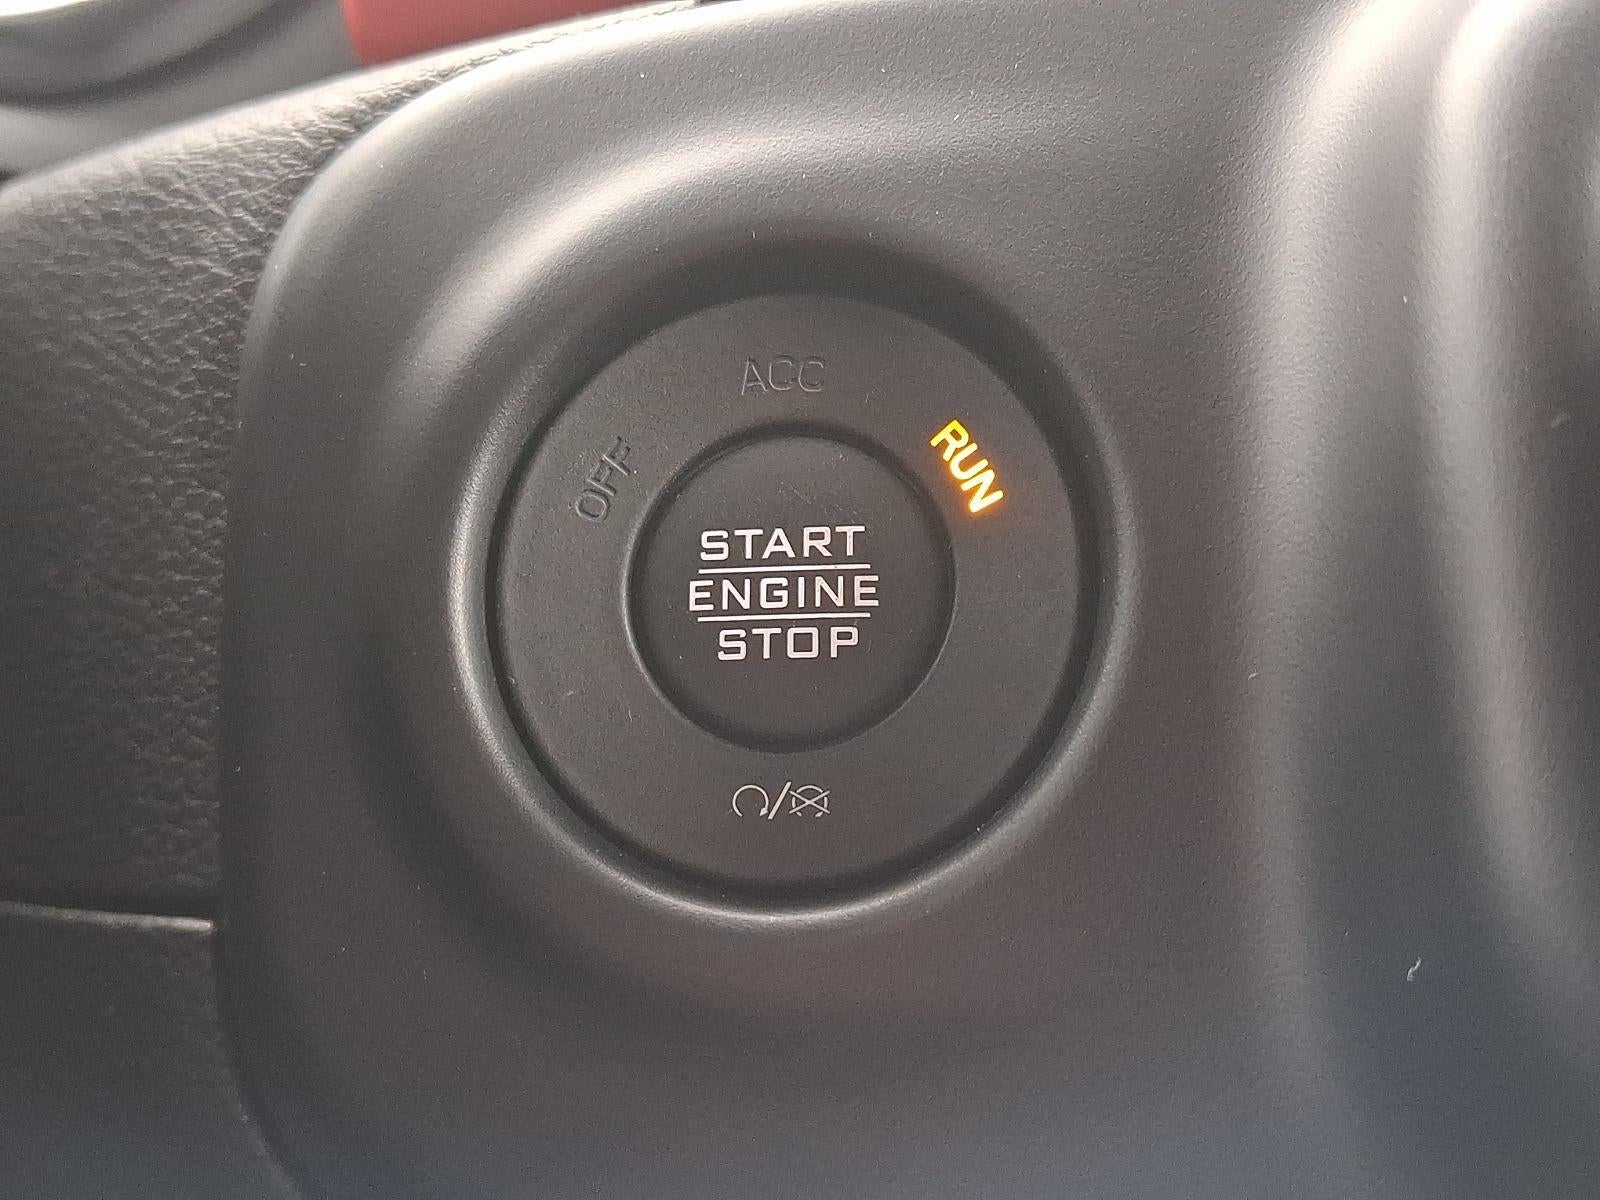 ACC
OFF
RUN
START
ENGINE
STOP